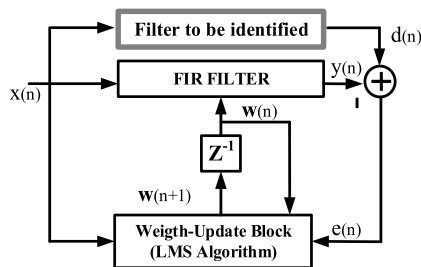 Filter to be identified
d(n)
FIR FILTER
y(n)
+
x(n)
w(n)
Z-1
w(n+1)
Weigth-Update Block
(LMS Algorithm)
e(n)